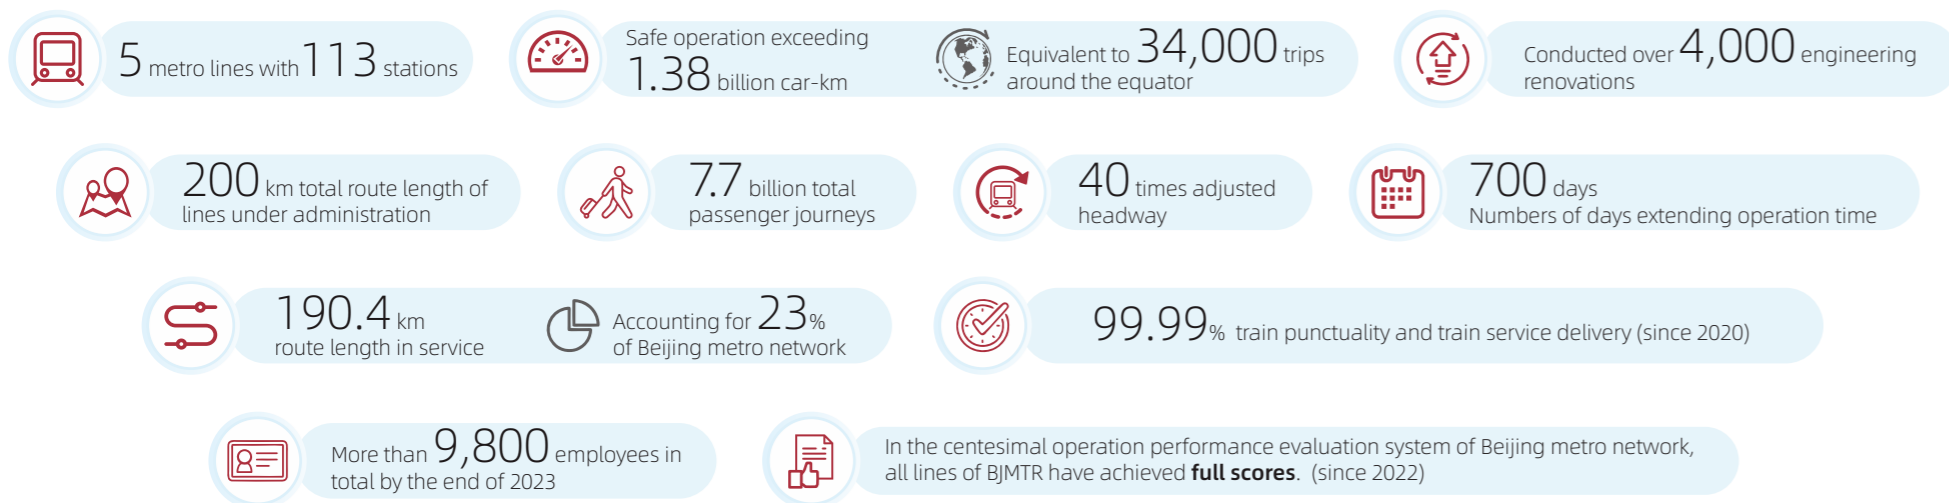 5 metro lines with 113 stations
Safe operation exceeding
1.38 billion car-km
Equivalent to 34,000 trips
around the equator
Conducted over 4,000 engineering
renovations
200 km total route length of
lines under administration
7.7 billion total
passenger journeys
40 times adjusted
headway
700 days
Numbers of days extending operation time
190.4 km
route length in service
Accounting for 23%
of Beijing metro network
99.99% train punctuality and train service delivery (since 2020)
More than 9,800 employees in
total by the end of 2023
In the centesimal operation performance evaluation system of Beijing metro network,
all lines of BJMTR have achieved full scores. (since 2022)